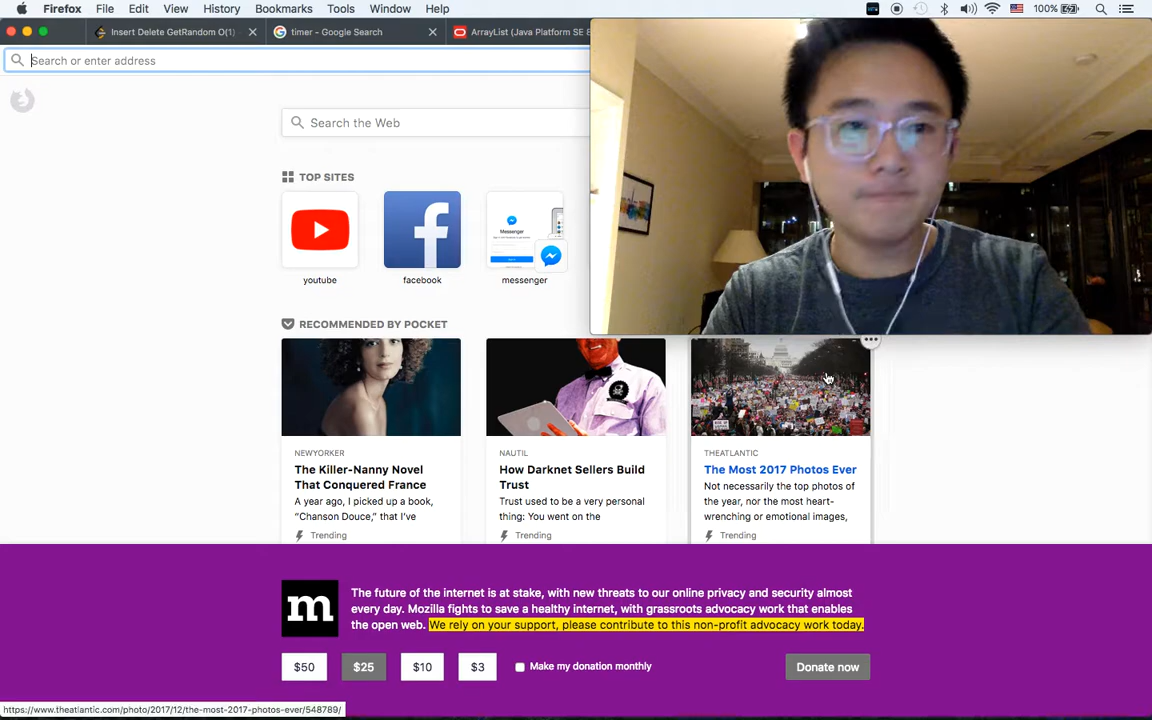 Firefox File Edit View History Bookmarks Tools Window Help 100%
Insert Delete GetRandom O(1) timer - Google Search ArrayList (Java Platform SE 8
Search or enter address
Search the Web
TOP SITES
Messenger
youtube facebook messenger
RECOMMENDED BY POCKET
NEWYORKER
The Killer-Nanny Novel
That Conquered France
A year ago, I picked up a book,
“Chanson Douce,” that I’ve
Trending
NAUTIL
How Darknet Sellers Build
Trust
Trust used to be a very personal
thing: You went on the
Trending
THEATLANTIC
The Most 2017 Photos Ever
Not necessarily the top photos of
the year, nor the most heart-
wrenching or emotional images,
Trending
m
The future of the internet is at stake, with new threats to our online privacy and security almost
every day. Mozilla fights to save a healthy internet, with grassroots advocacy work that enables
the open web. We rely on your support, please contribute to this non-profit advocacy work today.
$50 $25 $10 $3 Make my donation monthly Donate now
https://www.theatlantic.com/photo/2017/12/the-most-2017-photos-ever/548789/